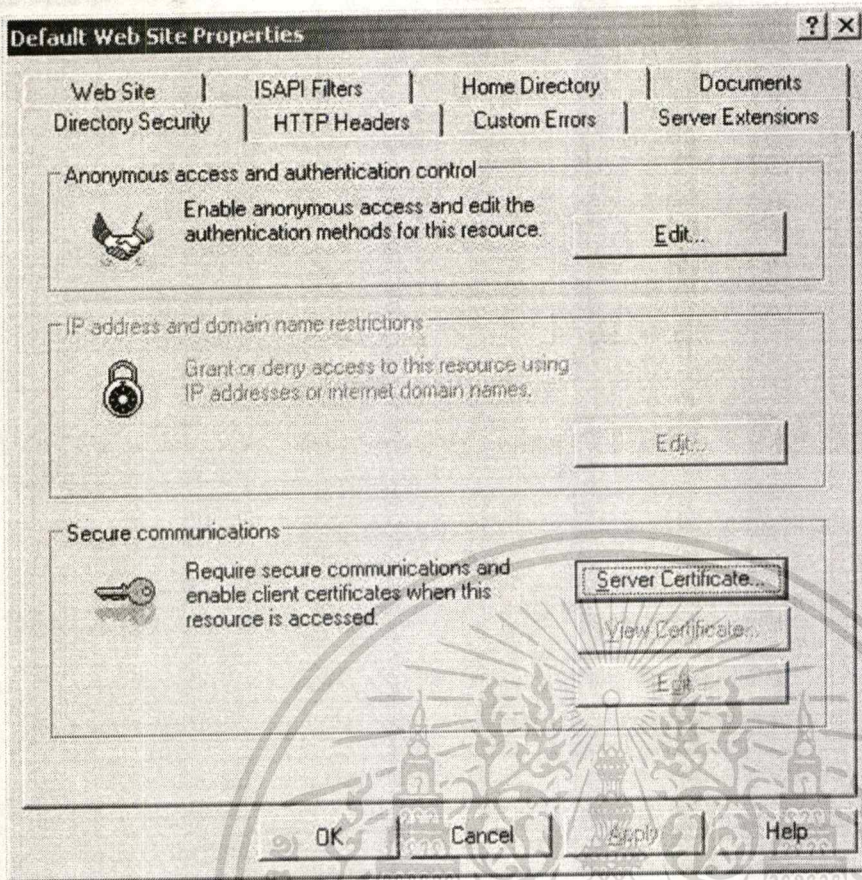 Default Web Site Properties
? ×
Web Site ISAPI Filters Home Directory Documents
Directory Security HTTP Headers Custom Errors Server Extensions
Anonymous access and authentication control
Enable anonymous access and edit the
authentication methods for this resource.
Edit...
IP address and domain name restrictions
Grant or deny access to this resource using
IP addresses or internet domain names.
Edit...
Secure communications
Require secure communications and
enable client certificates when this
resource is accessed.
Server Certificate...
View Certificate...
Edit...
OK Cancel Apply Help